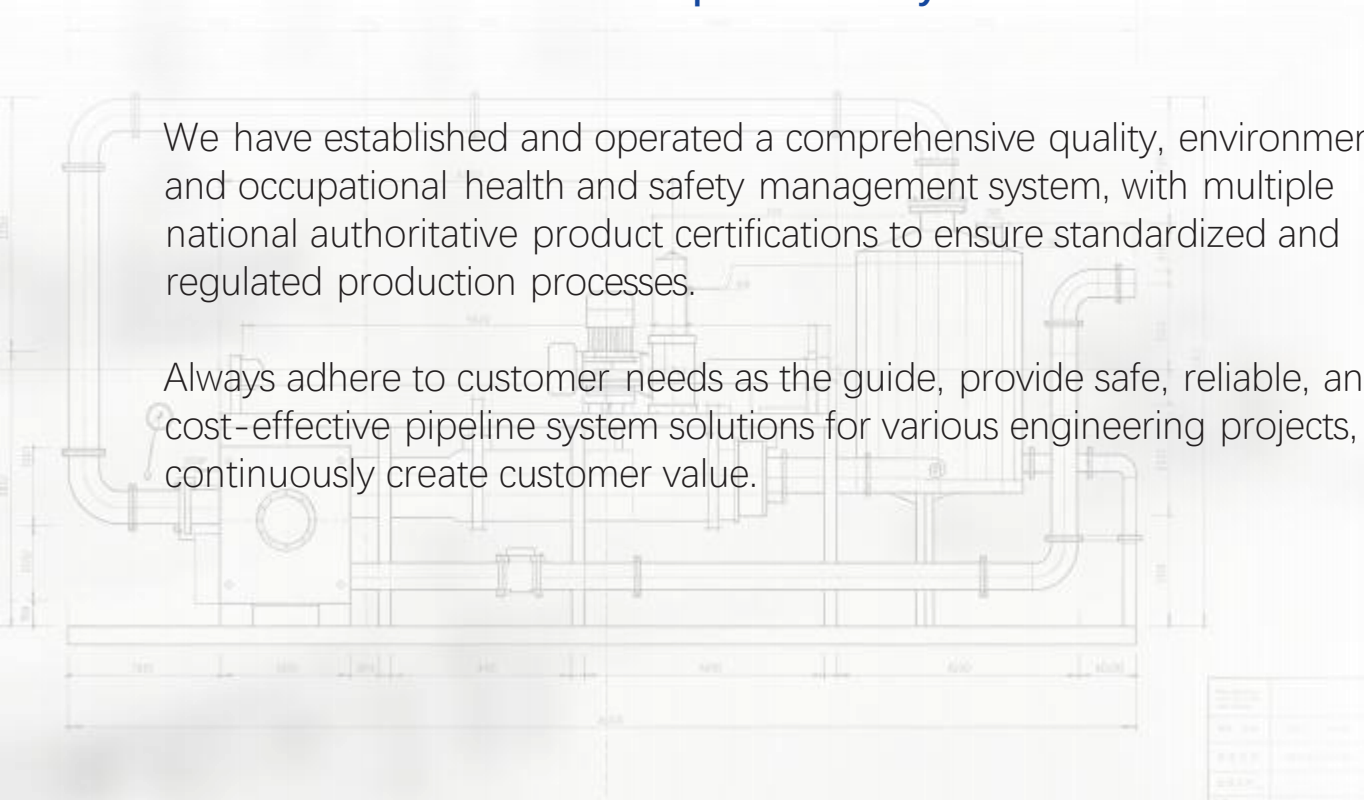 We have established and operated a comprehensive quality, environmen
and occupational health and safety management system, with multiple
national authoritative product certifications to ensure standardized and
regulated production processes.
Always adhere to customer needs as the guide, provide safe, reliable, an
cost-effective pipeline system solutions for various engineering projects,
continuously create customer value.